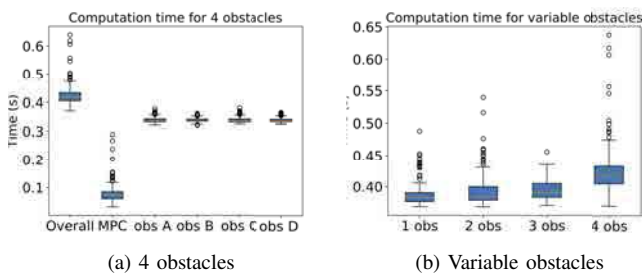 Computation time for 4 obstacles
0.6
0.5
0.4
0.3
0.2
0.1
Time (s)
Overall MPC obs A obs B obs C obs D
(a) 4 obstacles
Computation time for variable obstacles
0.65
0.60
0.55
0.50
0.45
0.40
1 obs 2 obs 3 obs 4 obs
(b) Variable obstacles